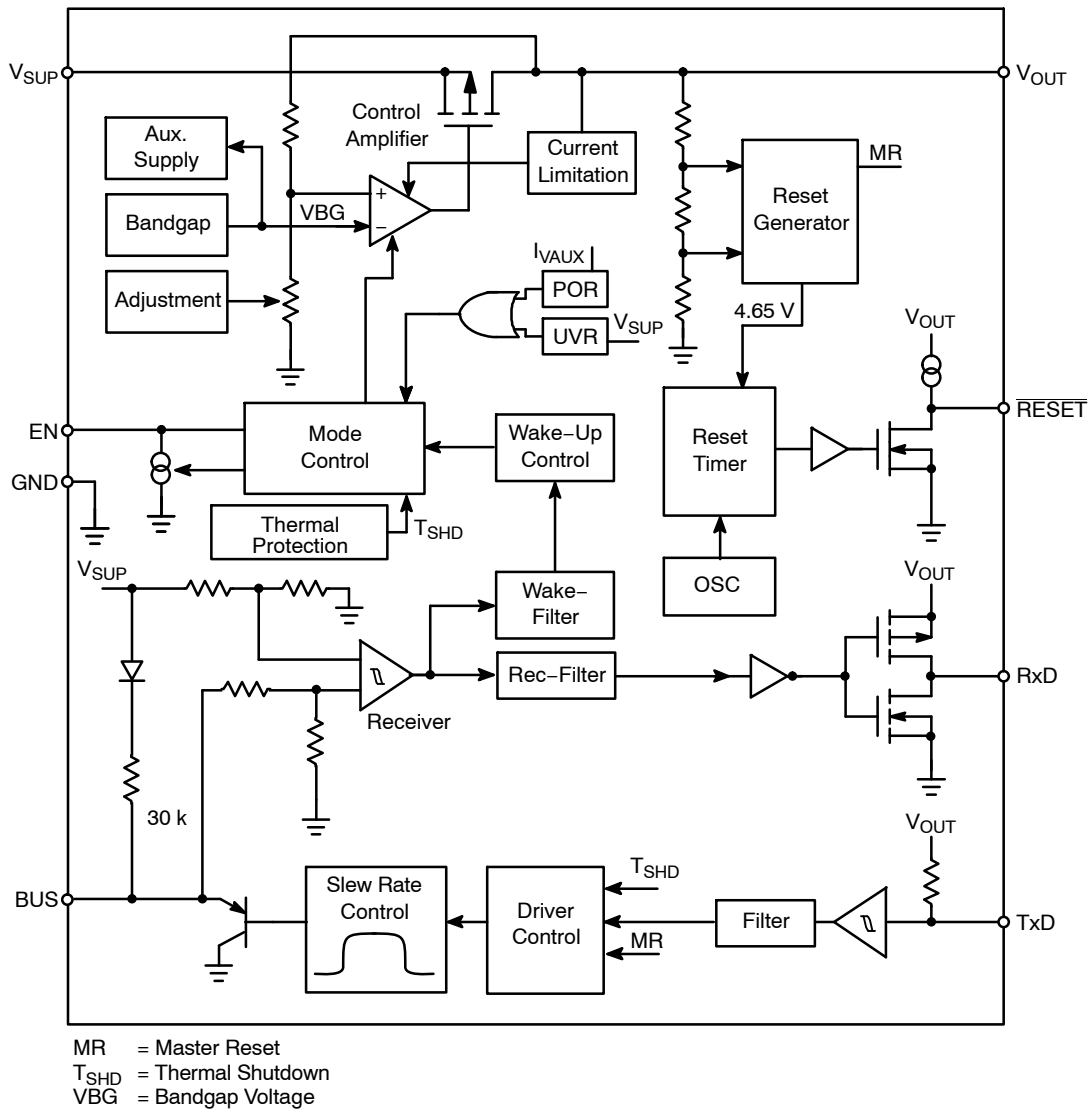 VSUP
VOUT
Control
Amplifier
Aux.
Supply
Current
Limitation
MR
Reset
Generator
+
VBG
Bandgap
−
IVAUX
Adjustment
POR
4.65 V
VSUP
UVR
VOUT
RESET
EN
Mode
Control
Wake−Up
Control
Reset
Timer
GND
Thermal
Protection
TSHD
VSUP
OSC
VOUT
Wake−
Filter
Rec−Filter
RxD
Receiver
30 k
VOUT
BUS
Slew Rate
Control
Driver
Control
TSHD
MR
Filter
TxD
MR = Master Reset
TSHD = Thermal Shutdown
VBG = Bandgap Voltage